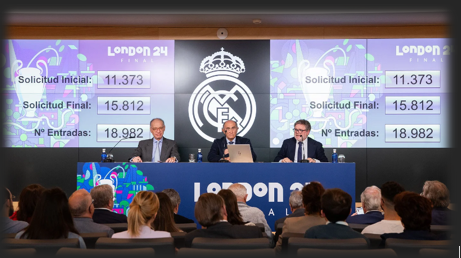 LONDON 24
FINAL
Solicitud Inicial: 11.373
Solicitud Final: 15.812
Nº Entradas: 18.982
LONDON 24
FINAL
Solicitud Inicial: 11.373
Solicitud Final: 15.812
Nº Entradas: 18.982
LONDON 24